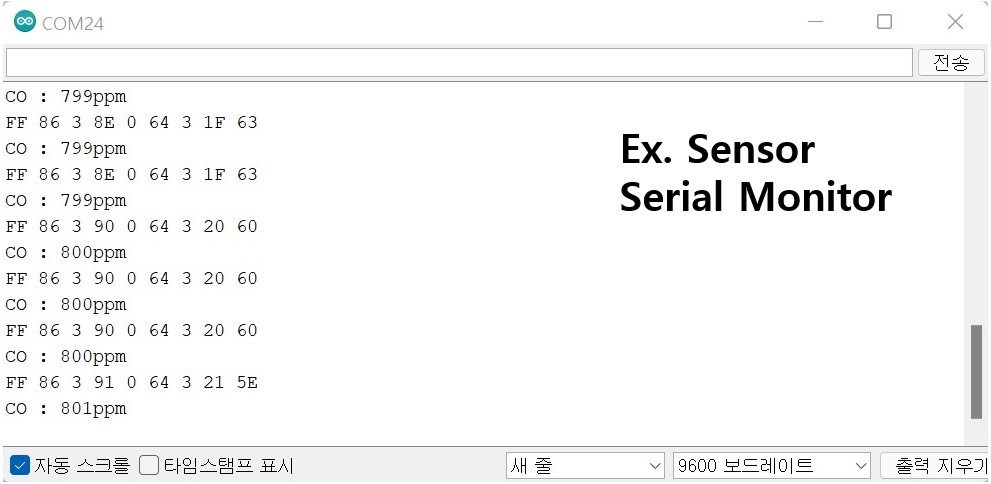 COM24
전송
CO : 799ppm
FF 86 3 8E 0 64 3 1F 63
CO : 799ppm
FF 86 3 8E 0 64 3 1F 63
CO : 799ppm
FF 86 3 90 0 64 3 20 60
CO : 800ppm
FF 86 3 90 0 64 3 20 60
CO : 800ppm
FF 86 3 90 0 64 3 20 60
CO : 800ppm
FF 86 3 91 0 64 3 21 5E
CO : 801ppm
Ex. Sensor
Serial Monitor
자동 스크롤 타임스탬프 표시 새 줄 9600 보드레이트 출력 지우기